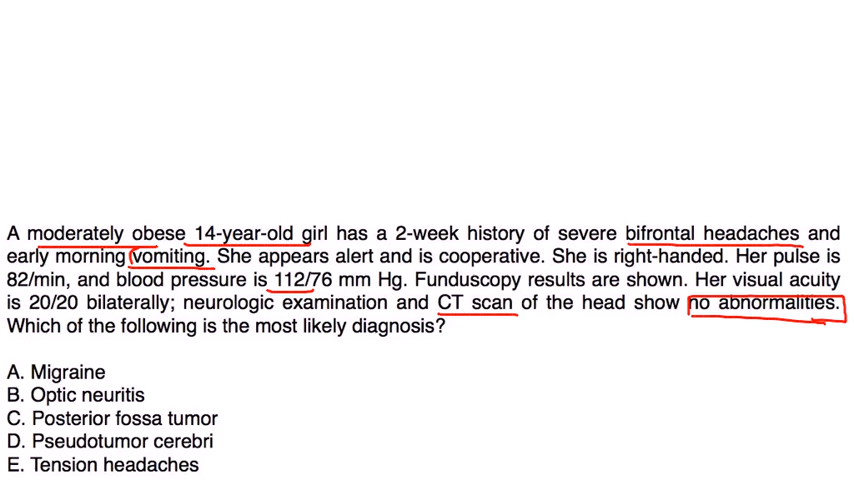 A moderately obese 14-year-old girl has a 2-week history of severe bifrontal headaches and
early morning vomiting. She appears alert and is cooperative. She is right-handed. Her pulse is
82/min, and blood pressure is 112/76 mm Hg. Funduscopy results are shown. Her visual acuity
is 20/20 bilaterally; neurologic examination and CT scan of the head show no abnormalities.
Which of the following is the most likely diagnosis?
A. Migraine
B. Optic neuritis
C. Posterior fossa tumor
D. Pseudotumor cerebri
E. Tension headaches